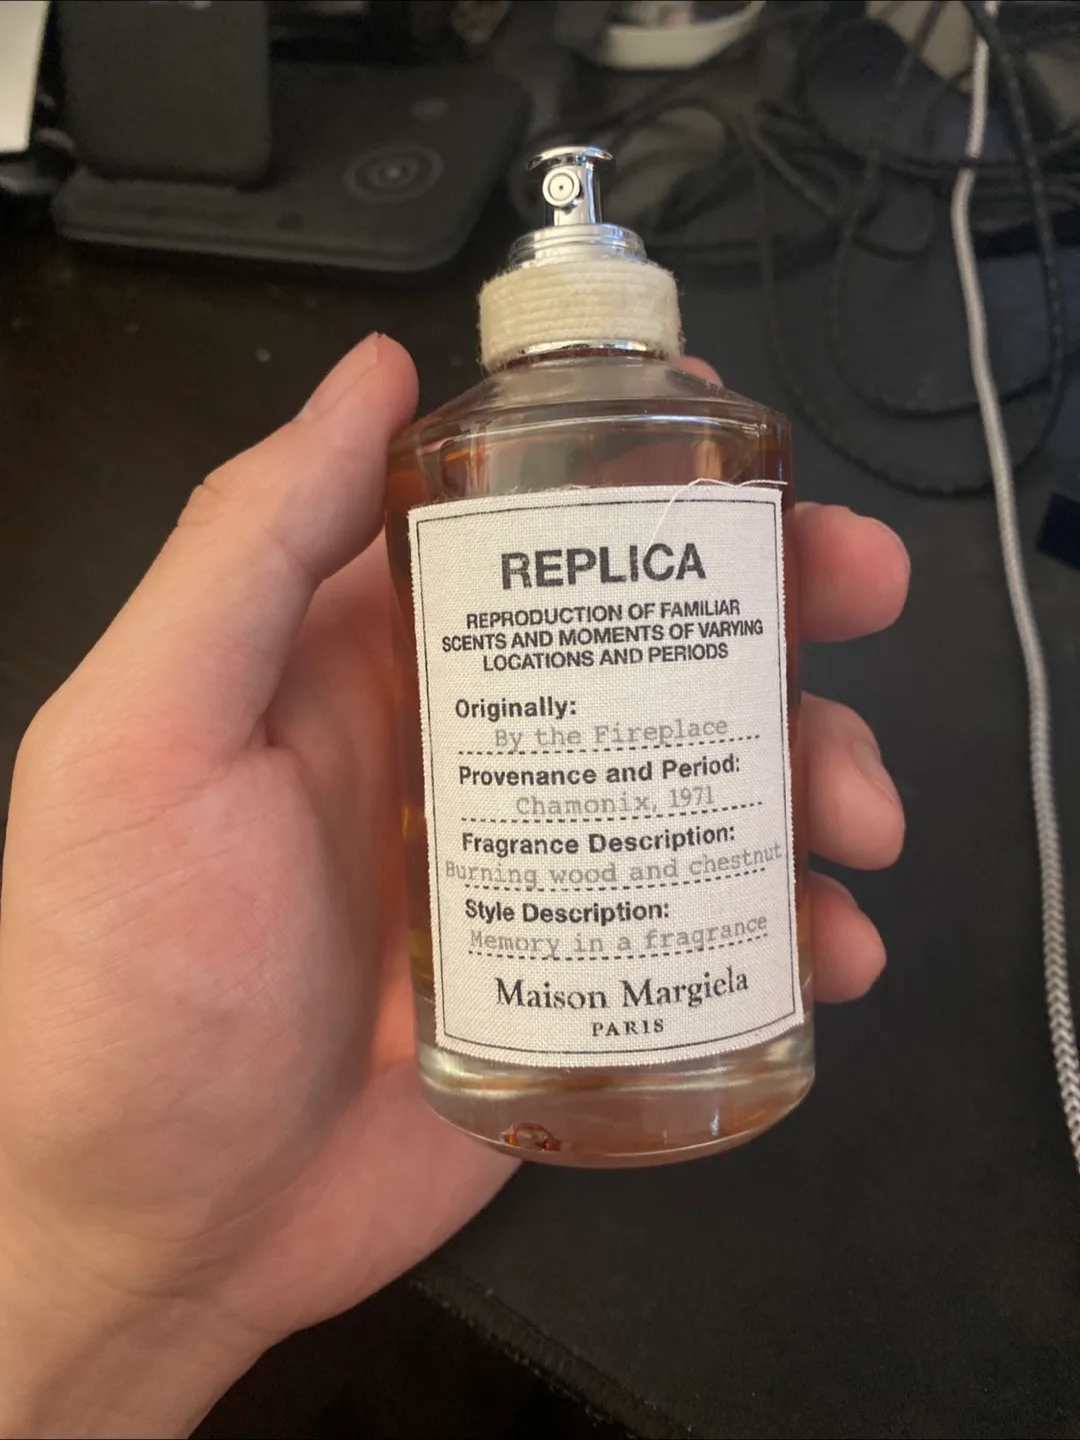 REPLICA
REPRODUCTION OF FAMILIAR
SCENTS AND MOMENTS OF VARYING
LOCATIONS AND PERIODS
Originally:
By the Fireplace
Provenance and Period:
Chamonix, 1971
Fragrance Description:
Burning wood and chestnut
Style Description:
Memory in a fragrance
Maison Margiela
PARIS